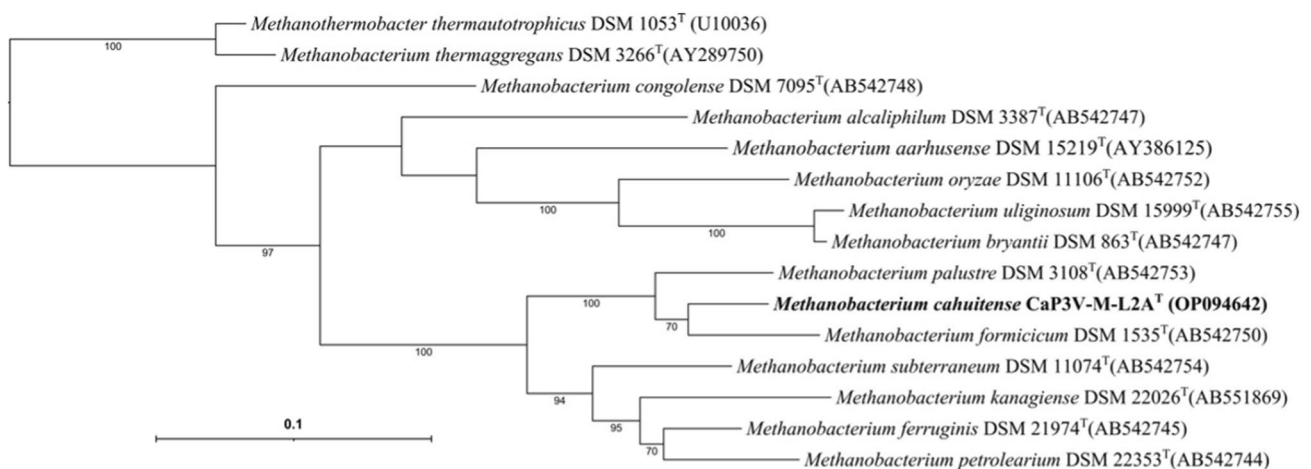 Methanothermobacter thermautotrophicus DSM 1053ᵀ (U10036)
100
Methanobacterium thermaggregans DSM 3266ᵀ(AY289750)
Methanobacterium congolense DSM 7095ᵀ(AB542748)
Methanobacterium alcaliphilum DSM 3387ᵀ(AB542747)
Methanobacterium aarhusense DSM 15219ᵀ(AY386125)
Methanobacterium oryzae DSM 11106ᵀ(AB542752)
100
Methanobacterium uliginosum DSM 15999ᵀ(AB542755)
100
Methanobacterium bryantii DSM 863ᵀ(AB542747)
97
Methanobacterium palustre DSM 3108ᵀ(AB542753)
100
Methanobacterium cahuitense CaP3V-M-L2Aᵀ (OP094642)
70
Methanobacterium formicicum DSM 1535ᵀ(AB542750)
100
Methanobacterium subterraneum DSM 11074ᵀ(AB542754)
94
Methanobacterium kanagiense DSM 22026ᵀ(AB551869)
95
Methanobacterium ferruginis DSM 21974ᵀ(AB542745)
70
Methanobacterium petrolearium DSM 22353ᵀ(AB542744)
0.1